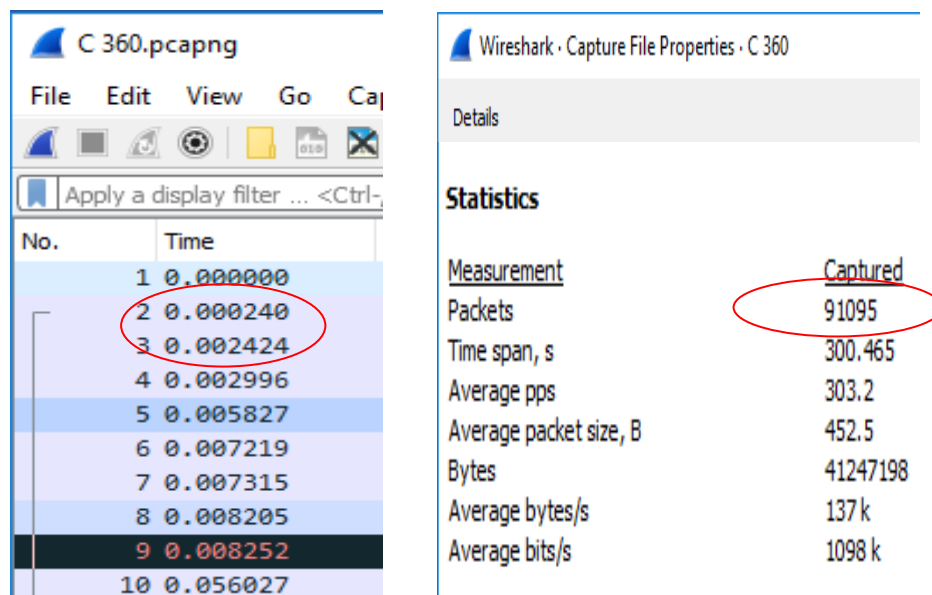 C 360.pcapng
File Edit View Go Cap
Apply a display filter ... <Ctrl-/
No. Time
1 0.000000
2 0.000240
3 0.002424
4 0.002996
5 0.005827
6 0.007219
7 0.007315
8 0.008205
9 0.008252
10 0.056027
Wireshark · Capture File Properties · C 360
Details
Statistics
Measurement Captured
Packets 91095
Time span, s 300.465
Average pps 303.2
Average packet size, B 452.5
Bytes 41247198
Average bytes/s 137 k
Average bits/s 1098 k